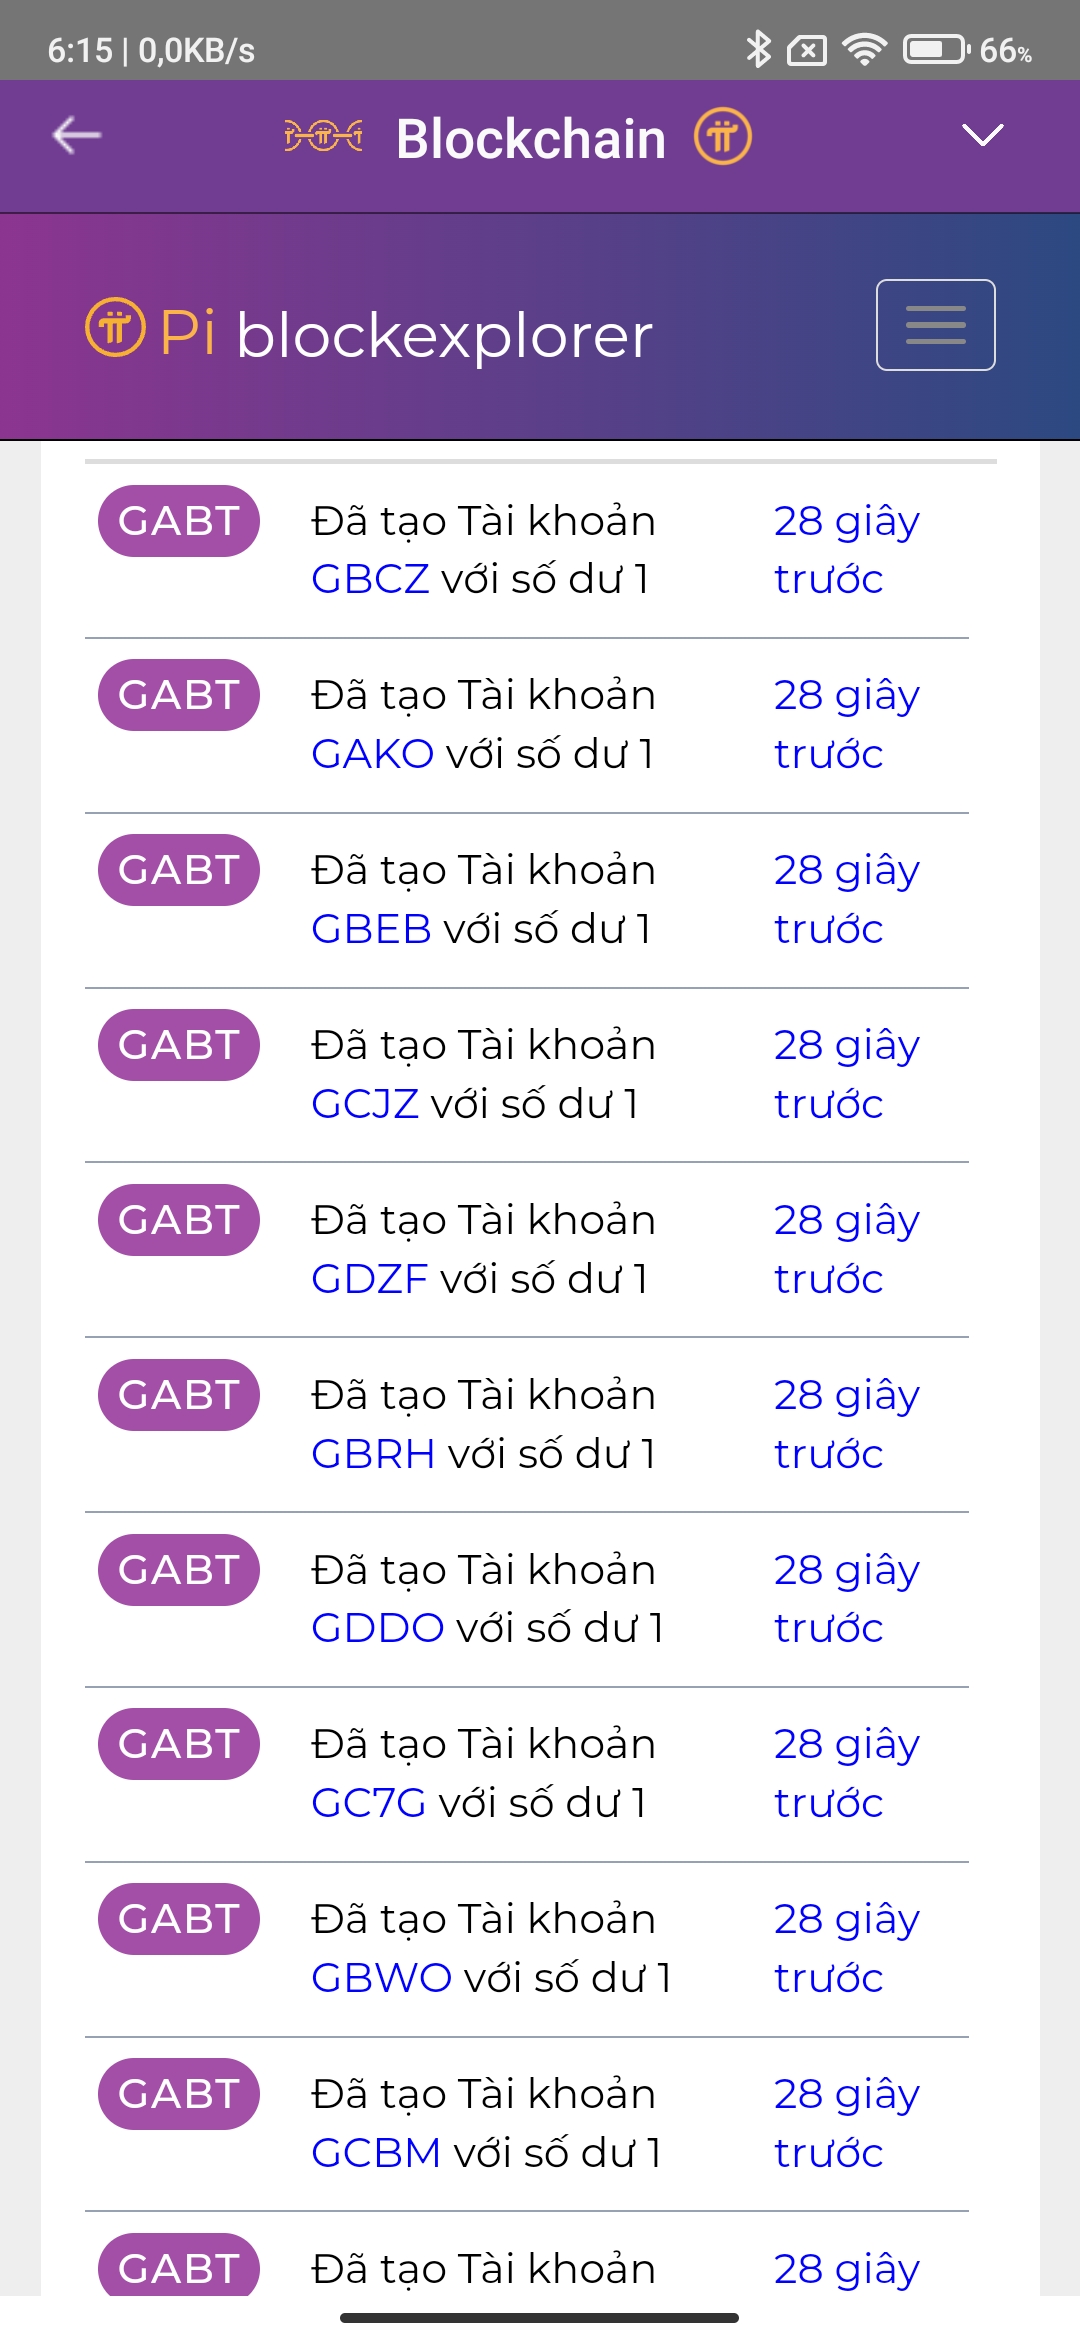 6:15 | 0,0KB/s 66%
Blockchain
Pi blockexplorer
GABT Đã tạo Tài khoản 28 giây
GBCZ với số dư 1 trước
GABT Đã tạo Tài khoản 28 giây
GAKO với số dư 1 trước
GABT Đã tạo Tài khoản 28 giây
GBEB với số dư 1 trước
GABT Đã tạo Tài khoản 28 giây
GCJZ với số dư 1 trước
GABT Đã tạo Tài khoản 28 giây
GDZF với số dư 1 trước
GABT Đã tạo Tài khoản 28 giây
GBRH với số dư 1 trước
GABT Đã tạo Tài khoản 28 giây
GDDO với số dư 1 trước
GABT Đã tạo Tài khoản 28 giây
GC7G với số dư 1 trước
GABT Đã tạo Tài khoản 28 giây
GBWO với số dư 1 trước
GABT Đã tạo Tài khoản 28 giây
GCBM với số dư 1 trước
GABT Đã tạo Tài khoản 28 giây